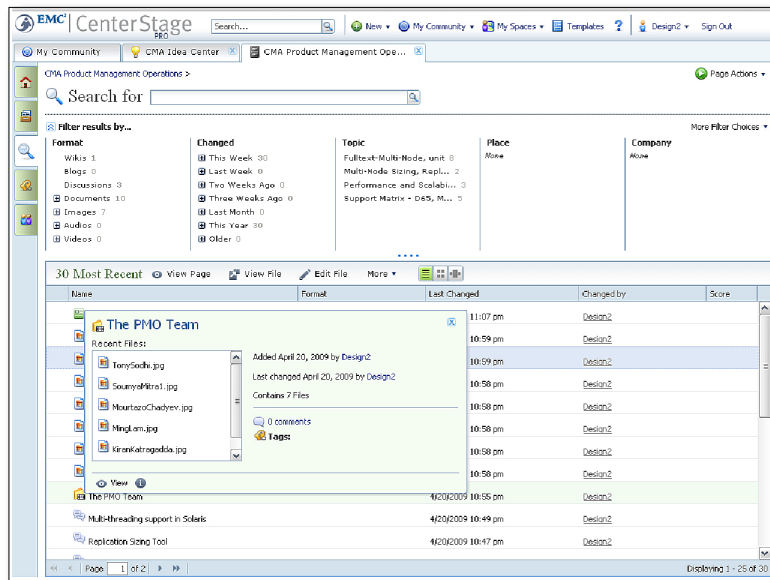 EMC² CenterStage PRO Search... New My Community My Spaces Templates ? Design2 Sign Out
My Community CMA Idea Center CMA Product Management Ope...
CMA Product Management Operations > Page Actions
Search for
Filter results by... More Filter Choices
Format Changed Topic Place Company
Wikis 1 This Week 30 Fulltext-Multi-Node, unit 8 None None
Blogs 0 Last Week 0 Multi-Node Sizing, Repl... 2
Discussions 3 Two Weeks Ago 0 Performance and Scalabi... 3
Documents 10 Three Weeks Ago 0 Support Matrix - D65, M... 5
Images 7 Last Month 0
Audios 0 This Year 30
Videos 0 Older 0
30 Most Recent View Page View File Edit File More
Name Format Last Changed Changed by Score
11:07 pm Design2
The PMO Team
10:59 pm Design2
Recent Files:
TonySodhi.jpg Added April 20, 2009 by Design2
10:59 pm Design2
SoumyaMitra1.jpg Last changed April 20, 2009 by Design2
10:58 pm Design2
MourtazoChadyev.jpg Contains 7 Files
10:58 pm Design2
MingLam.jpg 0 comments
10:58 pm Design2
KiranKatragadda.jpg Tags:
10:58 pm Design2
10:58 pm Design2
View
The PMO Team 4/20/2009 10:55 pm Design2
Multi-threading support in Solaris 4/20/2009 10:49 pm Design2
Replication Sizing Tool 4/20/2009 10:47 pm Design2
Page 1 of 2 Displaying 1 - 25 of 30